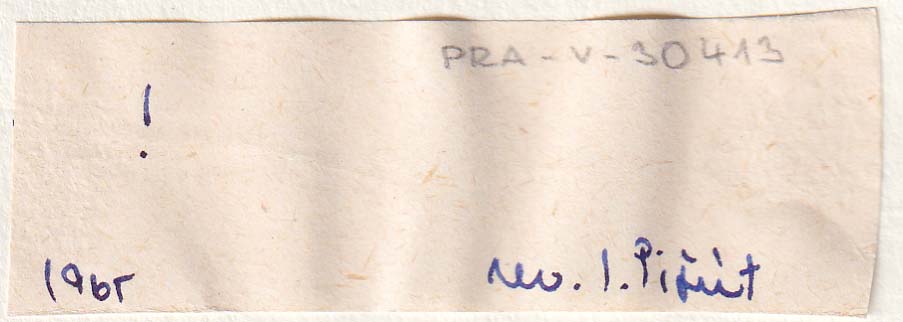 PRA-V-30413
!
1965 rev. I. Pišút